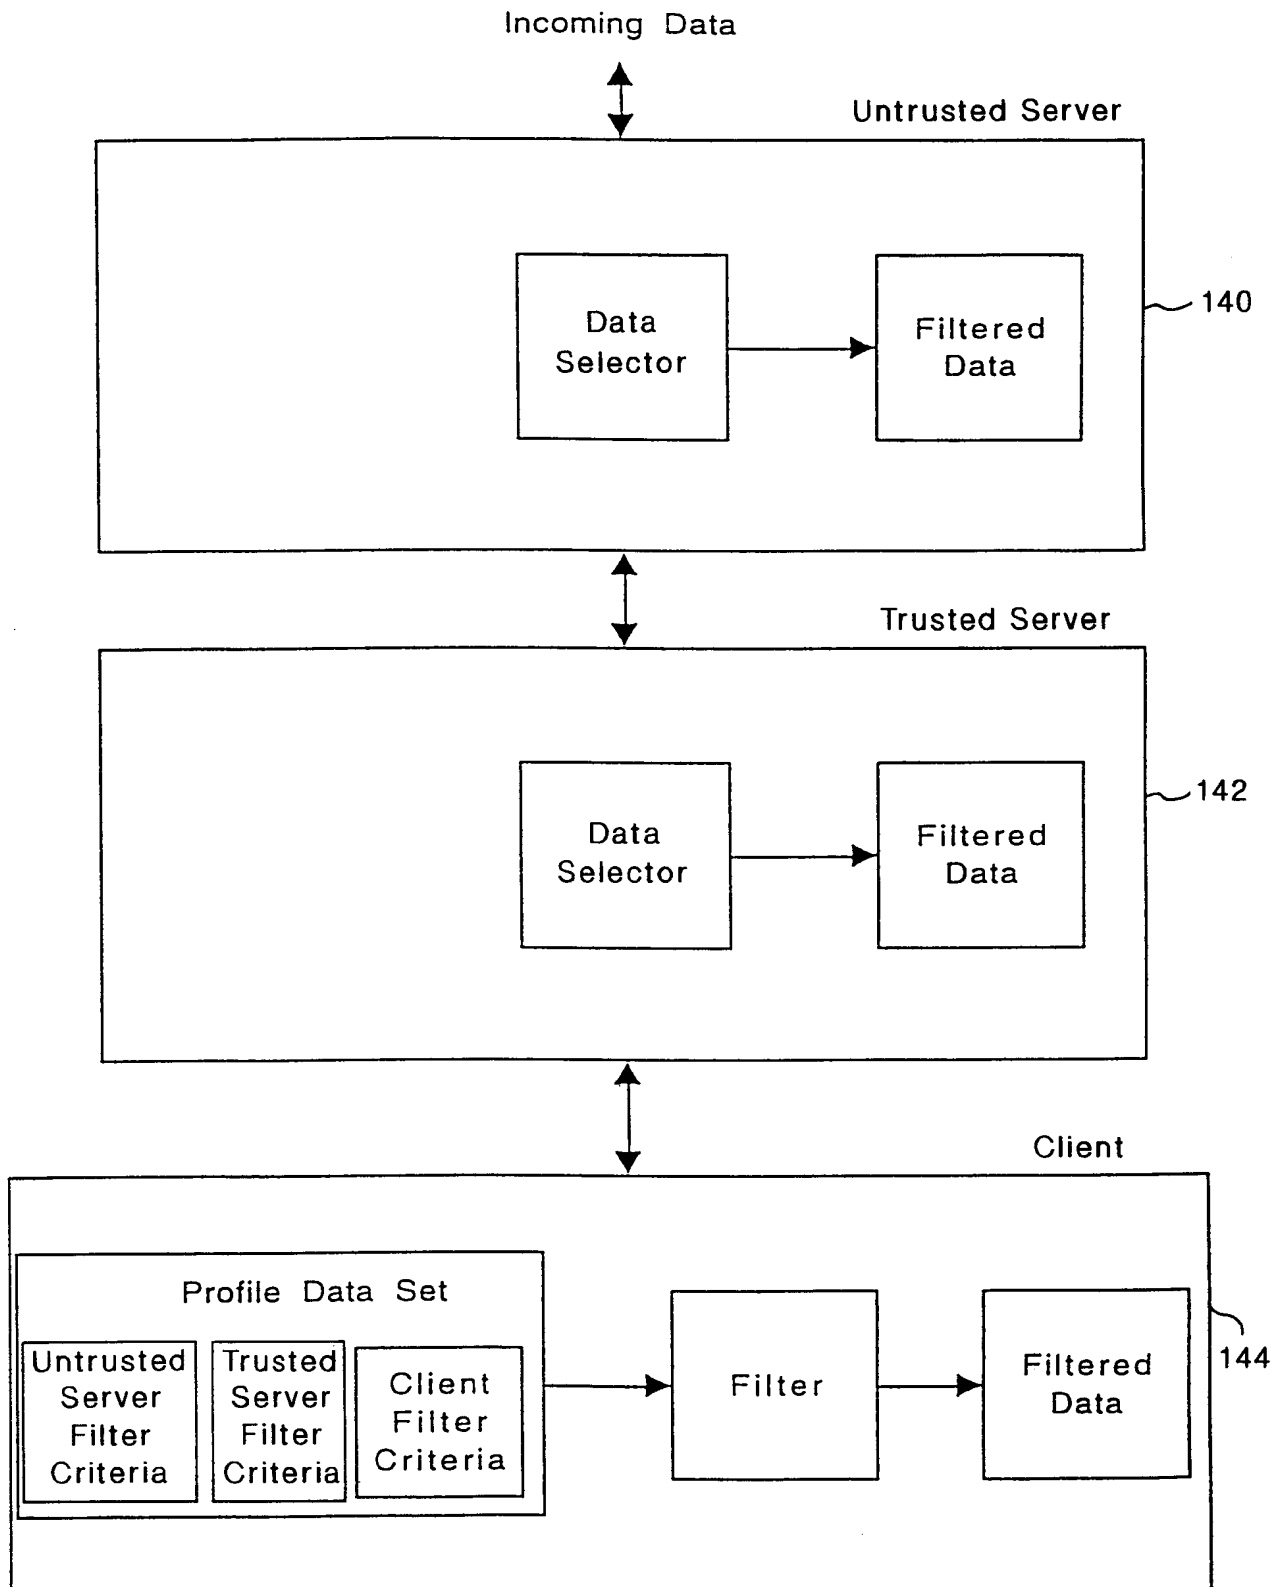 Incoming Data
Untrusted Server
Data
Selector
Filtered
Data
140
Trusted Server
Data
Selector
Filtered
Data
142
Client
Profile Data Set
Untrusted
Server
Filter
Criteria
Trusted
Server
Filter
Criteria
Client
Filter
Criteria
Filter
Filtered
Data
144